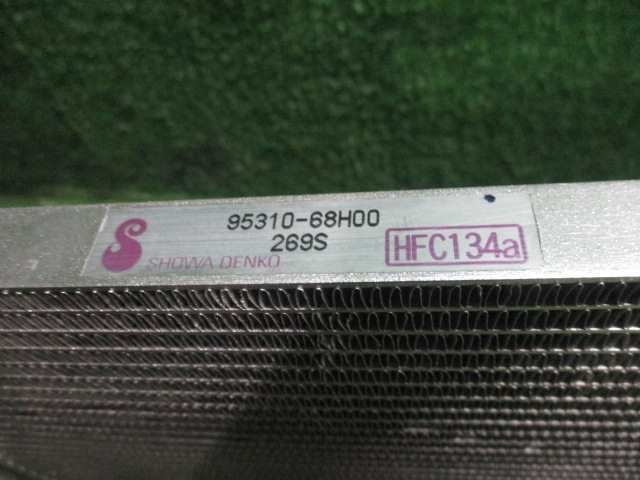 95310-68H00
269S
SHOWA DENKO
HFC134a